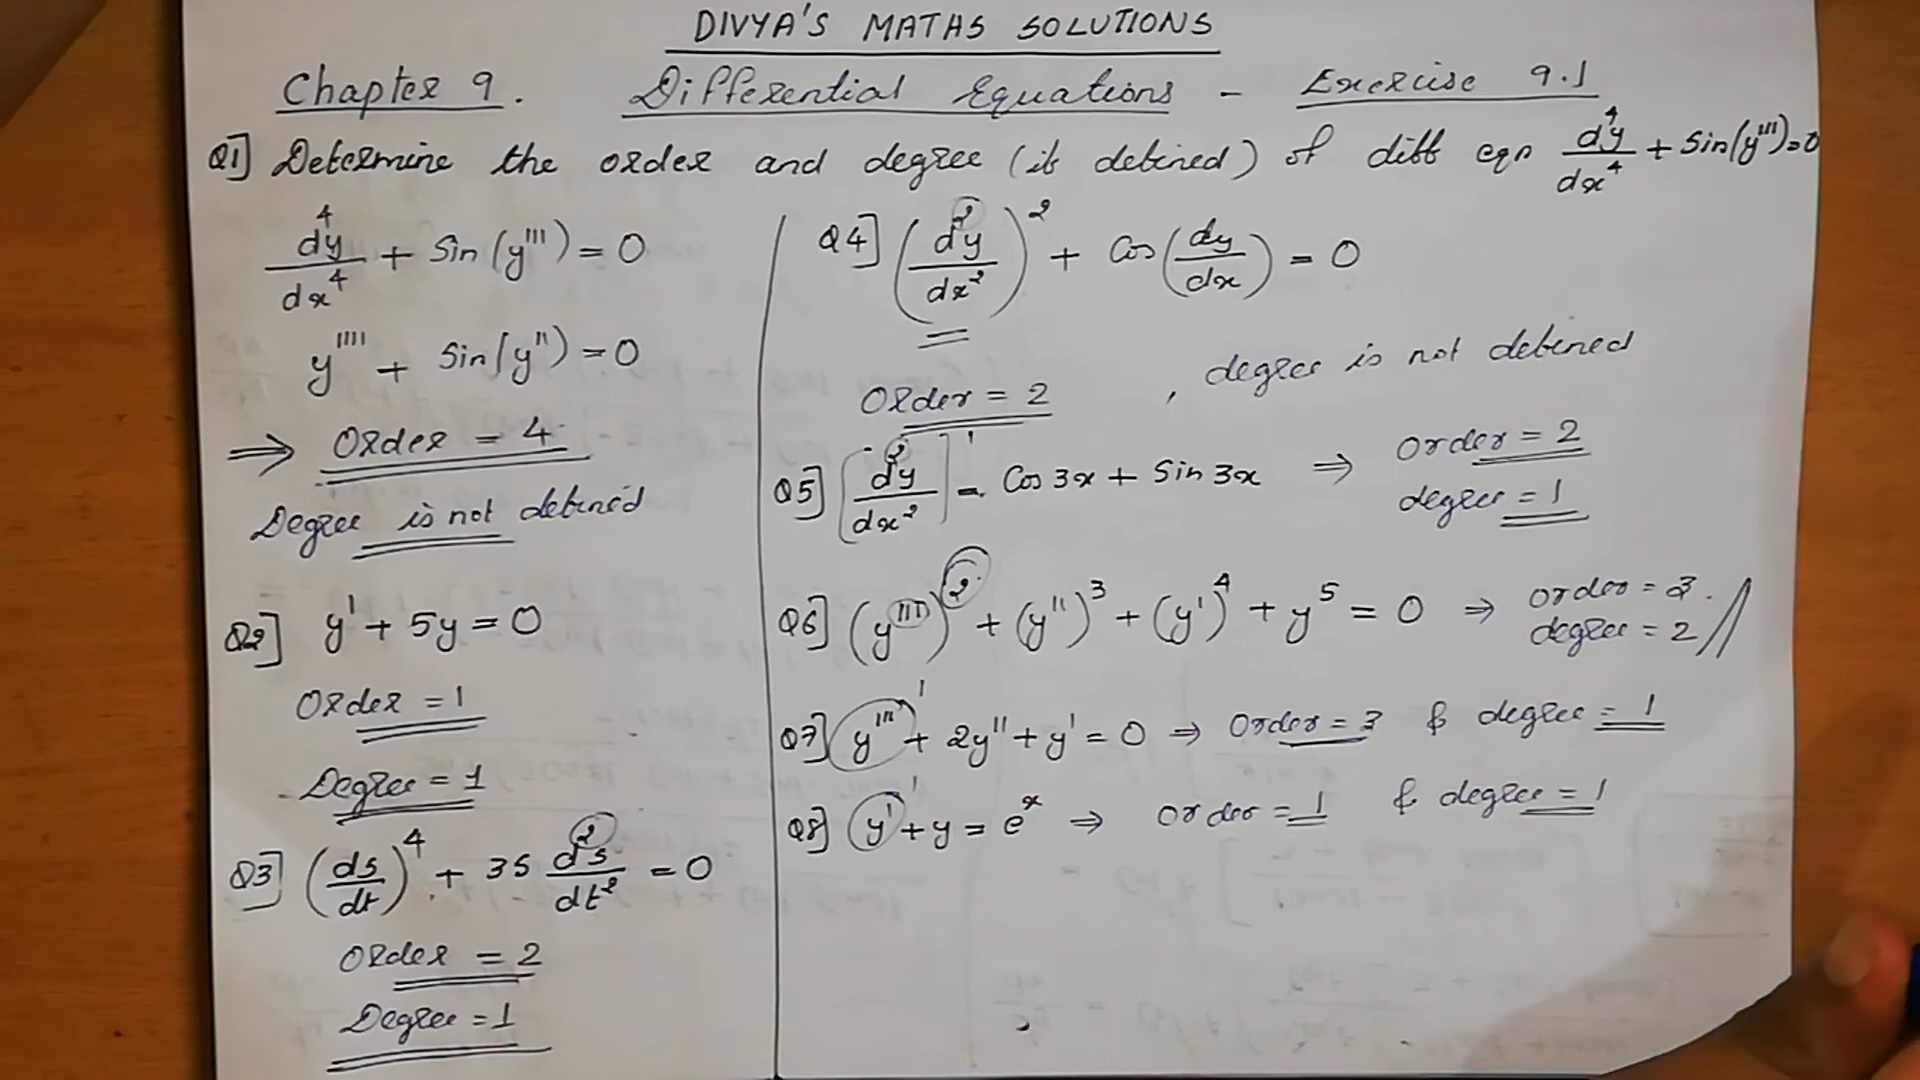 DIVYA'S MATHS SOLUTIONS
Chapter 9. Differential Equations - Exercise 9.1
Q1] Determine the order and degree (if defined) of diff eqn d⁴y/dx⁴ + Sin(y''')=0
d⁴y/dx⁴ + Sin(y''') = 0
y'''' + Sin(y'') = 0
⇒ Order = 4
Degree is not defined
Q2] y' + 5y = 0
Order = 1
Degree = 1
Q3] (ds/dt)⁴ + 3S d²s/dt² = 0
Order = 2
Degree = 1
Q4] (d²y/dx²)² + Cos(dy/dx) = 0
Order = 2 , degree is not defined
Q5] [d²y/dx²]¹ = Cos 3x + Sin 3x ⇒ Order = 2
degree = 1
Q6] (y''')² + (y'')³ + (y')⁴ + y⁵ = 0 ⇒ order = 3.
degree = 2
Q7] y'''¹ + 2y'' + y' = 0 ⇒ Order = 3 & degree = 1
Q8] y'¹ + y = eˣ ⇒ order = 1 & degree = 1